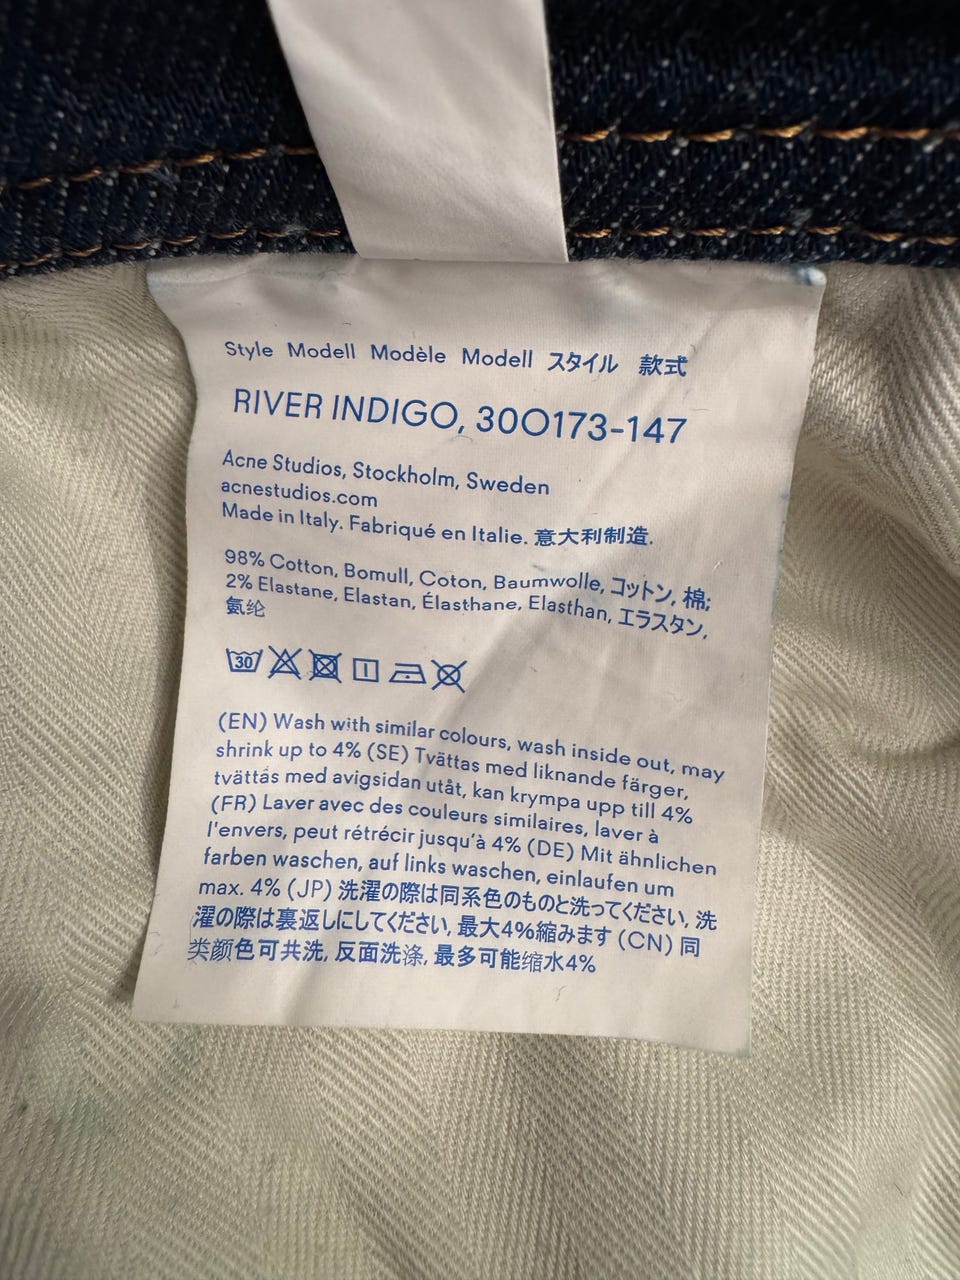 Style Modell Modèle Modell スタイル 款式
RIVER INDIGO, 30O173-147
Acne Studios, Stockholm, Sweden
acnestudios.com
Made in Italy. Fabriqué en Italie. 意大利制造.
98% Cotton, Bomull, Coton, Baumwolle, コットン, 棉;
2% Elastane, Elastan, Élasthane, Elasthan, エラスタン,
氨纶
30
(EN) Wash with similar colours, wash inside out, may
shrink up to 4% (SE) Tvättas med liknande färger,
tvättas med avigsidan utåt, kan krympa upp till 4%
(FR) Laver avec des couleurs similaires, laver à
l'envers, peut rétrécir jusqu'à 4% (DE) Mit ähnlichen
farben waschen, auf links waschen, einlaufen um
max. 4% (JP) 洗濯の際は同系色のものと洗ってください, 洗
濯の際は裏返しにしてください, 最大4%縮みます (CN) 同
类颜色可共洗, 反面洗涤, 最多可能缩水4%